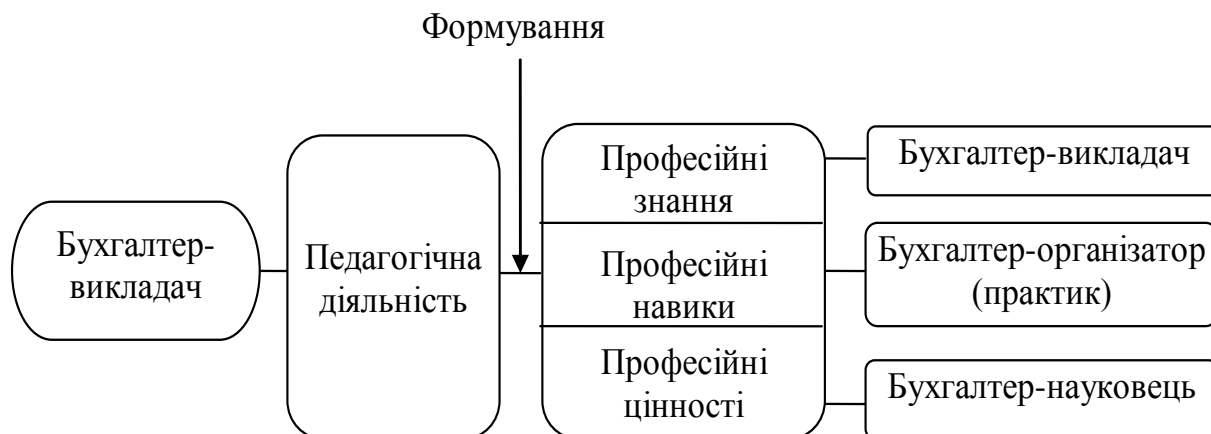 Формування
Бухгалтер-
викладач
Педагогічна
діяльність
Професійні
знання
Професійні
навики
Професійні
цінності
Бухгалтер-викладач
Бухгалтер-організатор
(практик)
Бухгалтер-науковець